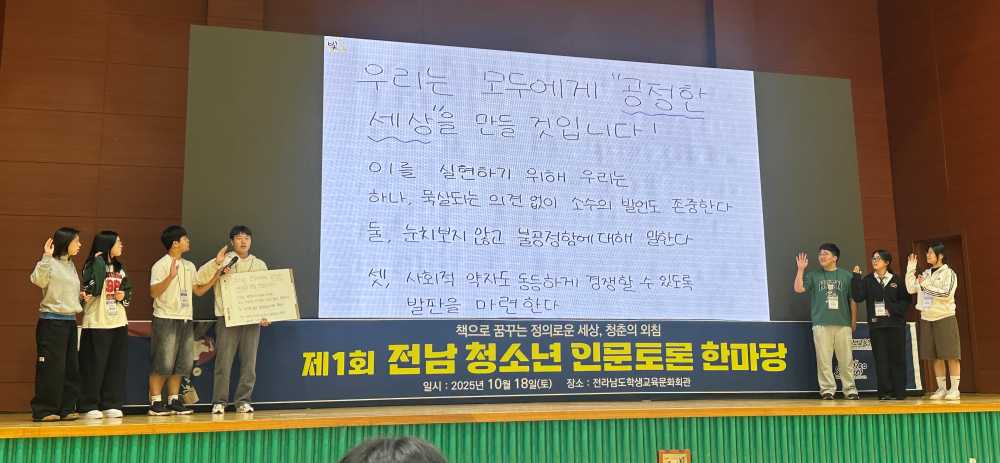 빛
우리는 모두에게 "공정한
세상"을 만들 것입니다!
이를 실현하기 위해 우리는
하나, 묵살되는 의견 없이 소수의 발언도 존중한다
둘, 눈치보지 않고 불공정함에 대해 말한다
셋, 사회적 약자도 동등하게 경쟁할 수 있도록
발판을 마련한다
책으로 꿈꾸는 정의로운 세상, 청춘의 외침
제1회 전남 청소년 인문토론 한마당
일시 : 2025년 10월 18일(토) 장소 : 전라남도학생교육문화회관